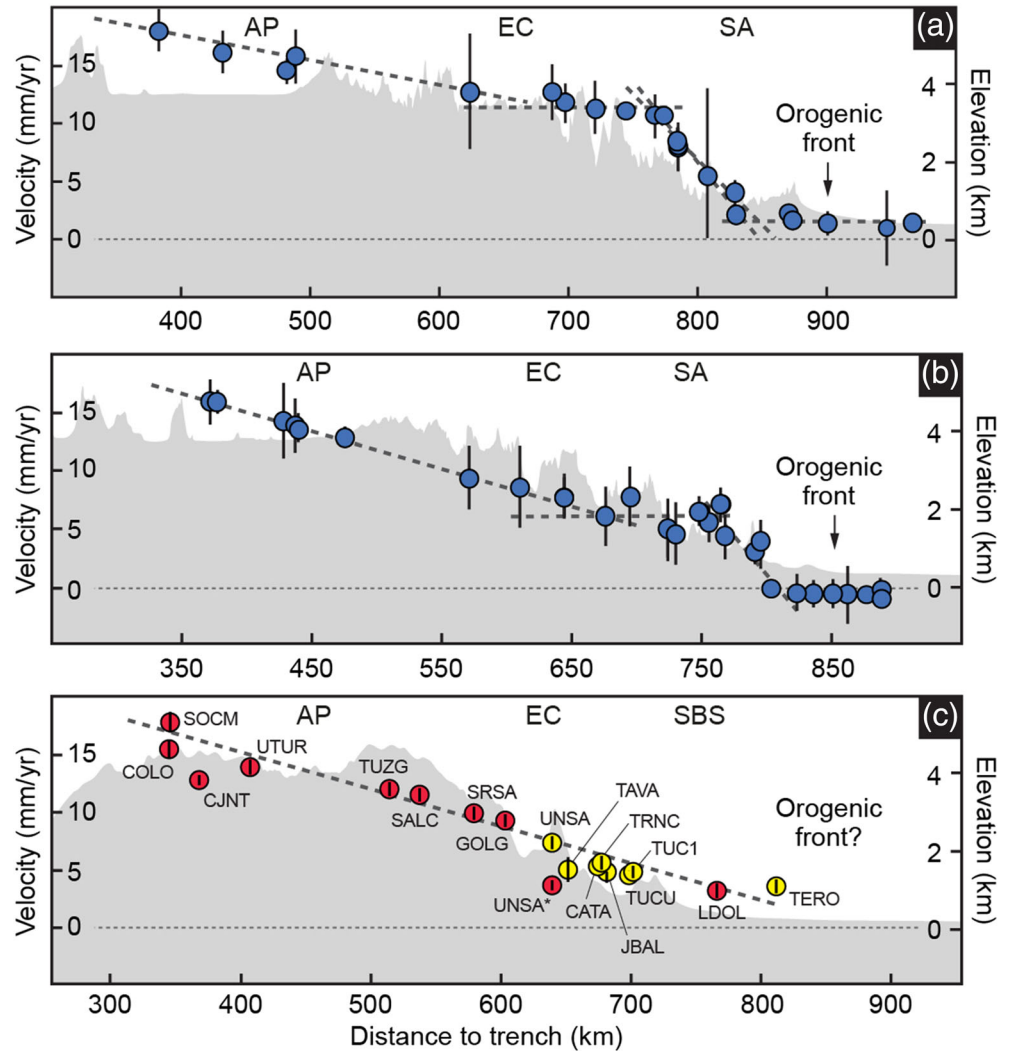 AP EC SA (a)
Velocity (mm/yr)
15
10
5
0
Elevation (km)
4
2
0
Orogenic
front
400 500 600 700 800 900
AP EC SA (b)
Velocity (mm/yr)
15
10
5
0
Elevation (km)
4
2
0
Orogenic
front
350 450 550 650 750 850
AP EC SBS (c)
Velocity (mm/yr)
15
10
5
0
Elevation (km)
4
2
0
Orogenic
front?
SOCM
COLO
CJNT
UTUR
TUZG
SALC
SRSA
GOLG
UNSA
UNSA*
TAVA
TRNC
TUC1
CATA
TUCU
JBAL
LDOL
TERO
300 400 500 600 700 800 900
Distance to trench (km)